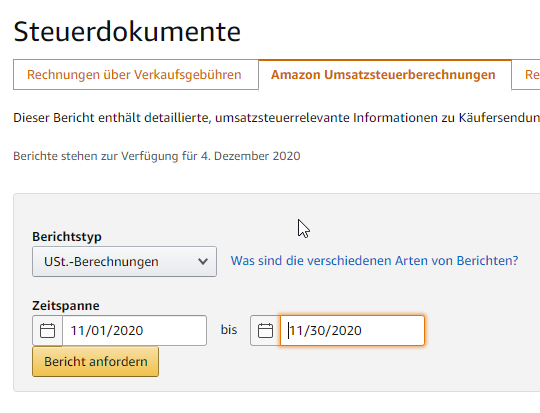 Steuerdokumente
Rechnungen über Verkaufsgebühren
Amazon Umsatzsteuerberechnungen
Re
Dieser Bericht enthält detaillierte, umsatzsteuerrelevante Informationen zu Käufersendun
Berichte stehen zur Verfügung für 4. Dezember 2020
Berichtstyp
USt.-Berechnungen
Was sind die verschiedenen Arten von Berichten?
Zeitspanne
11/01/2020 bis 11/30/2020
Bericht anfordern